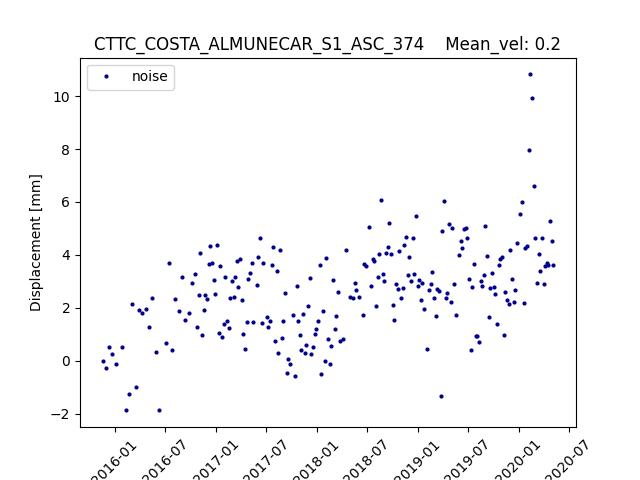 CTTC_COSTA_ALMUNECAR_S1_ASC_374    Mean_vel: 0.2
noise
Displacement [mm]
10
8
6
4
2
0
−2
2016-01 2016-07 2017-01 2017-07 2018-01 2018-07 2019-01 2019-07 2020-01 2020-07